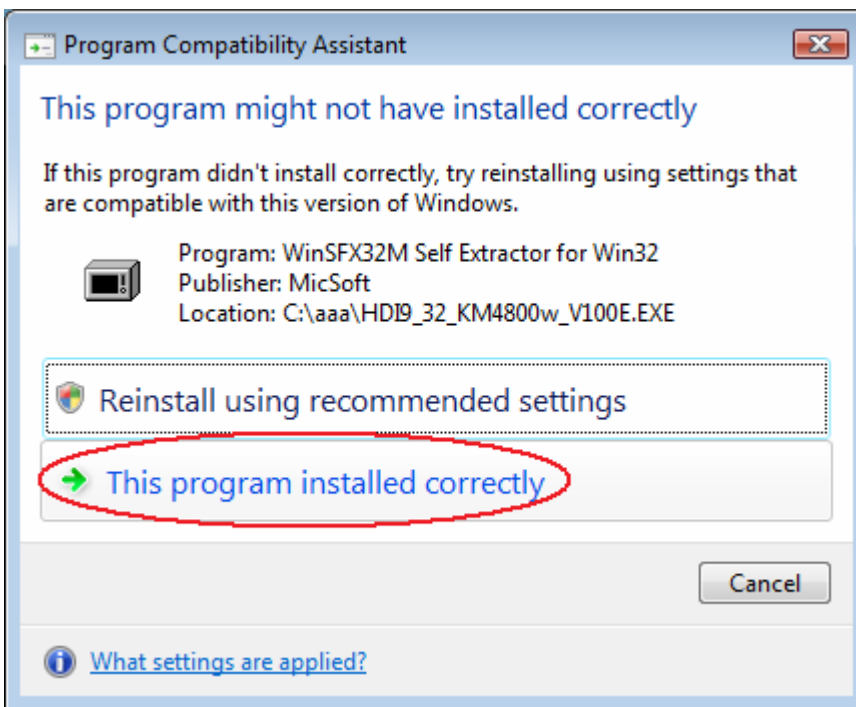 Program Compatibility Assistant
This program might not have installed correctly
If this program didn't install correctly, try reinstalling using settings that
are compatible with this version of Windows.
Program: WinSFX32M Self Extractor for Win32
Publisher: MicSoft
Location: C:\aaa\HDI9_32_KM4800w_V100E.EXE
Reinstall using recommended settings
This program installed correctly
Cancel
What settings are applied?